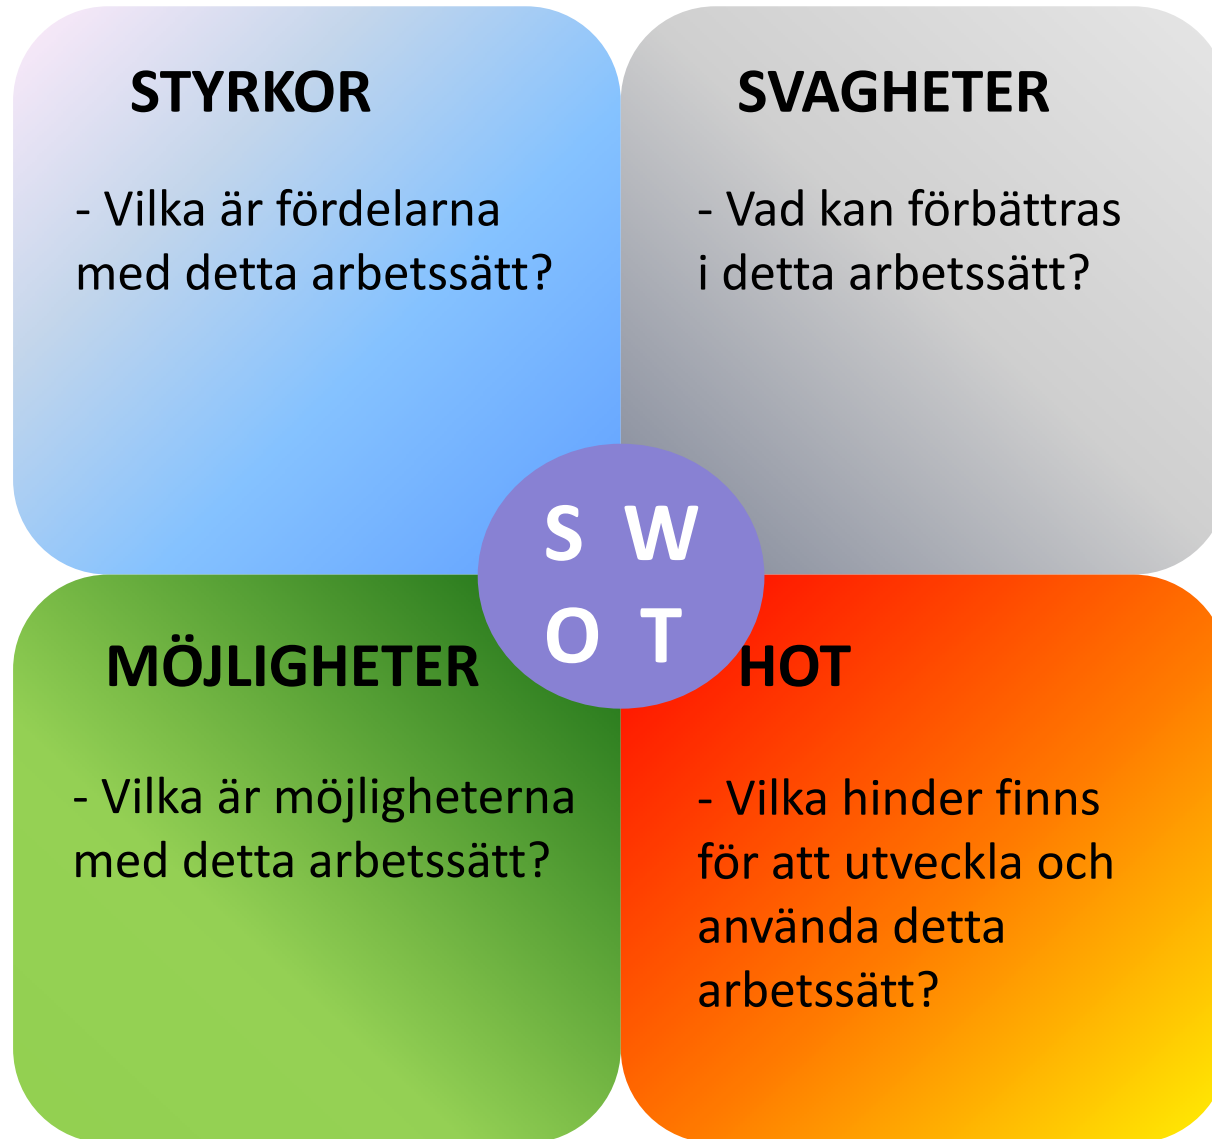 STYRKOR
- Vilka är fördelarna
med detta arbetssätt?
SVAGHETER
- Vad kan förbättras
i detta arbetssätt?
S W
O T
MÖJLIGHETER
- Vilka är möjligheterna
med detta arbetssätt?
HOT
- Vilka hinder finns
för att utveckla och
använda detta
arbetssätt?